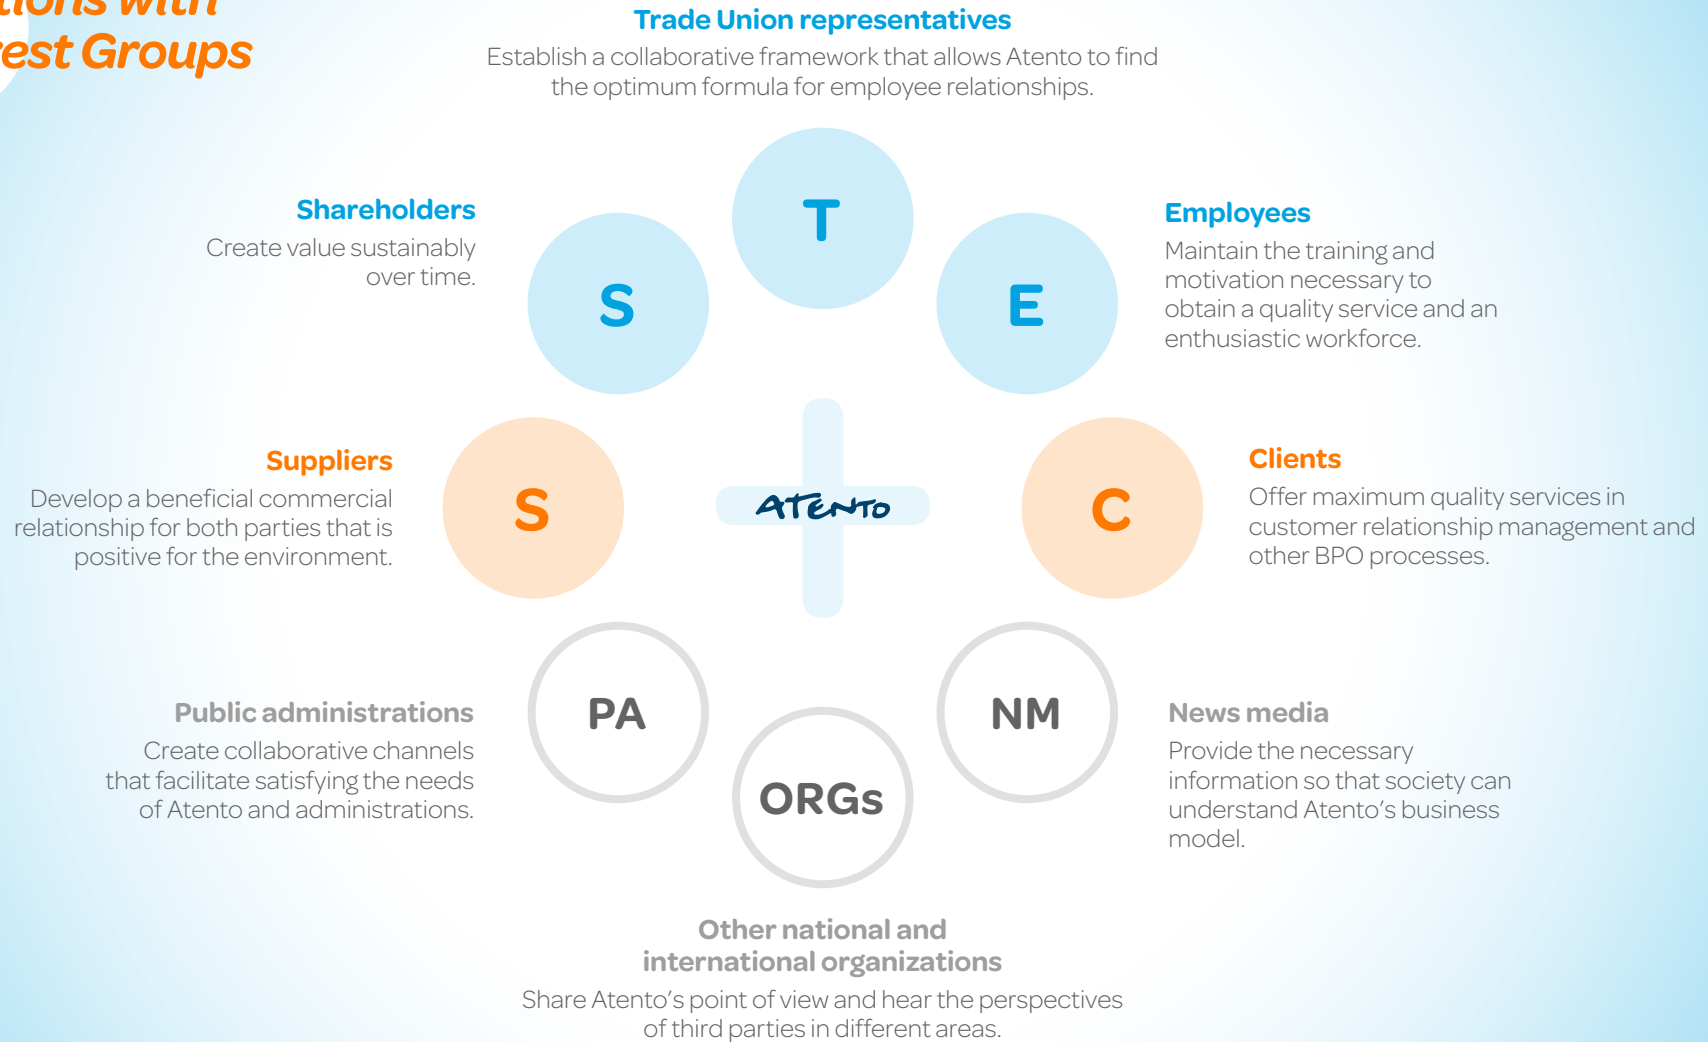 with
Groups
Trade Union representatives
Establish a collaborative framework that allows Atento to find
the optimum formula for employee relationships.
T
Shareholders
Create value sustainably
over time.
S
Employees
Maintain the training and
motivation necessary to
obtain a quality service and an
enthusiastic workforce.
E
Suppliers
Develop a beneficial commercial
relationship for both parties that is
positive for the environment.
S
ATENTO
C
Clients
Offer maximum quality services in
customer relationship management and
other BPO processes.
Public administrations
Create collaborative channels
that facilitate satisfying the needs
of Atento and administrations.
PA
ORGs
NM
News media
Provide the necessary
information so that society can
understand Atento's business
model.
Other national and
international organizations
Share Atento's point of view and hear the perspectives
of third parties in different areas.